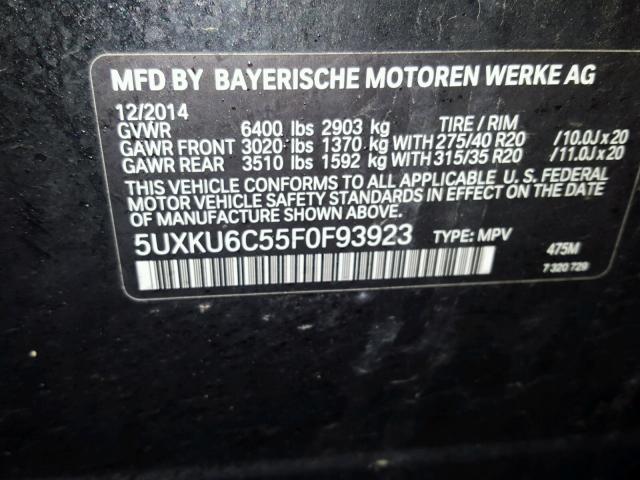 MFD BY BAYERISCHE MOTOREN WERKE AG
12/2014
GVWR 6400 lbs 2903 kg TIRE / RIM
GAWR FRONT 3020 lbs 1370 kg WITH 275/40 R20 /10.0J x 20
GAWR REAR 3510 lbs 1592 kg WITH 315/35 R20 /11.0J x 20
THIS VEHICLE CONFORMS TO ALL APPLICABLE U. S. FEDERAL
MOTOR VEHICLE SAFETY STANDARDS IN EFFECT ON THE DATE
OF MANUFACTURE SHOWN ABOVE.
5UXKU6C55F0F93923 TYPE: MPV 475M
7 320 729